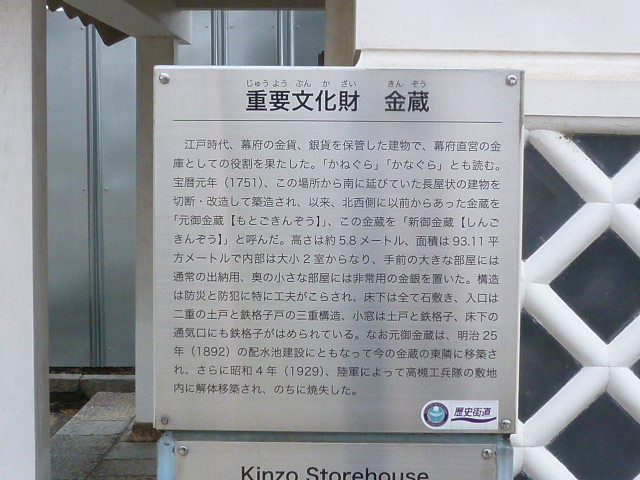 じゅうようぶんかざい きんぞう
重要文化財 金蔵
江戸時代、幕府の金貨、銀貨を保管した建物で、幕府直営の金
庫としての役割を果たした。「かねぐら」「かなぐら」とも読む。
宝暦元年（1751）、この場所から南に延びていた長屋状の建物を
切断・改造して築造され、以来、北西側に以前からあった金蔵を
「元御金蔵【もとごきんぞう】」、この金蔵を「新御金蔵【しんご
きんぞう】」と呼んだ。高さは約5.8メートル、面積は93.11平
方メートルで内部は大小２室からなり、手前の大きな部屋には
通常の出納用、奥の小さな部屋には非常用の金銀を置いた。構造
は防災と防犯に特に工夫がこらされ、床下は全て石敷き、入口は
二重の土戸と鉄格子戸の三重構造、小窓は土戸と鉄格子、床下の
通気口にも鉄格子がはめられている。なお元御金蔵は、明治25
年（1892）の配水池建設にともなって今の金蔵の東隣に移築さ
れ、さらに昭和４年（1929）、陸軍によって高槻工兵隊の敷地
内に解体移築され、のちに焼失した。
歴史街道
Kinzo Storehouse